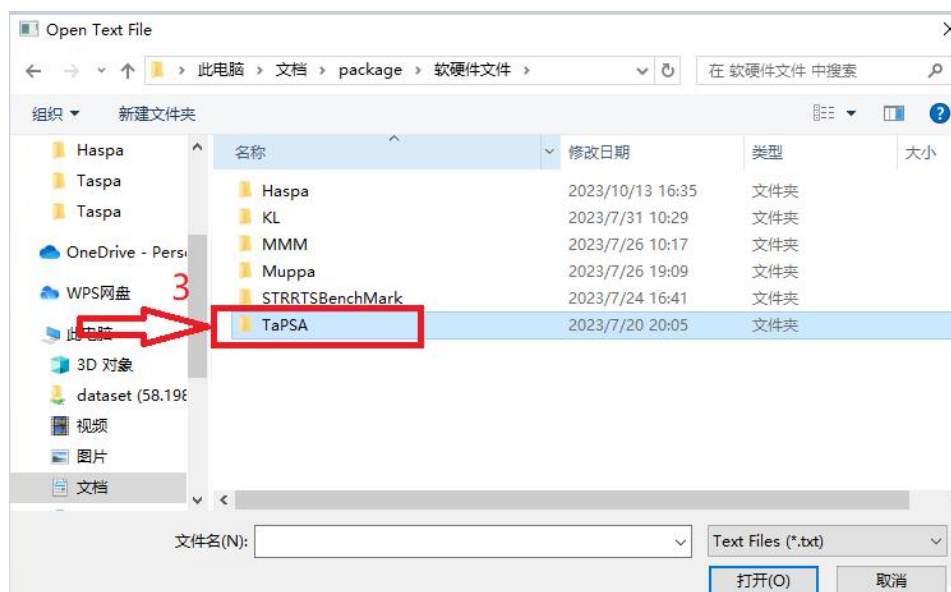 Open Text File
此电脑 > 文档 > package > 软硬件文件 >
在 软硬件文件 中搜索
组织 新建文件夹
Haspa
Taspa
Taspa
OneDrive - Pers
WPS网盘
此电脑
3D 对象
dataset (58.198
视频
图片
文档
3
名称 修改日期 类型 大小
Haspa 2023/10/13 16:35 文件夹
KL 2023/7/31 10:29 文件夹
MMM 2023/7/26 10:17 文件夹
Muppa 2023/7/26 19:09 文件夹
STRRTSBenchMark 2023/7/24 16:41 文件夹
TaPSA 2023/7/20 20:05 文件夹
文件名(N):
Text Files (*.txt)
打开(O) 取消